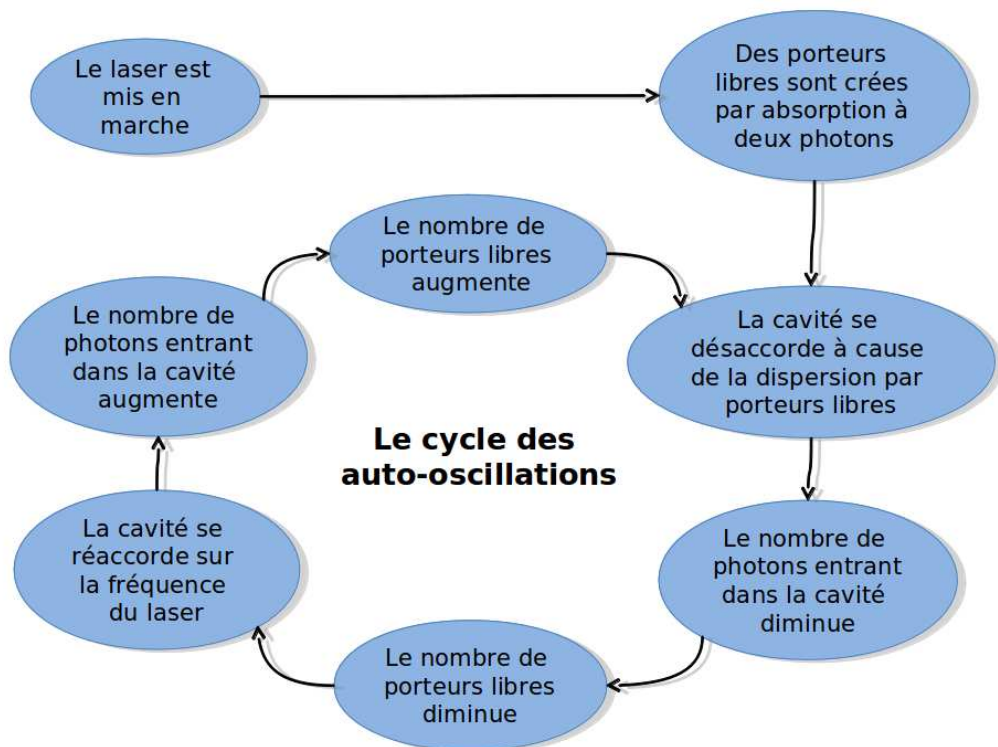 Le laser est
mis en
marche
Des porteurs
libres sont crées
par absorption à
deux photons
Le nombre de
porteurs libres
augmente
Le nombre de
photons entrant
dans la cavité
augmente
La cavité se
désaccorde à cause
de la dispersion par
porteurs libres
Le cycle des
auto-oscillations
La cavité se
réaccorde sur
la fréquence
du laser
Le nombre de
photons entrant
dans la cavité
diminue
Le nombre de
porteurs libres
diminue